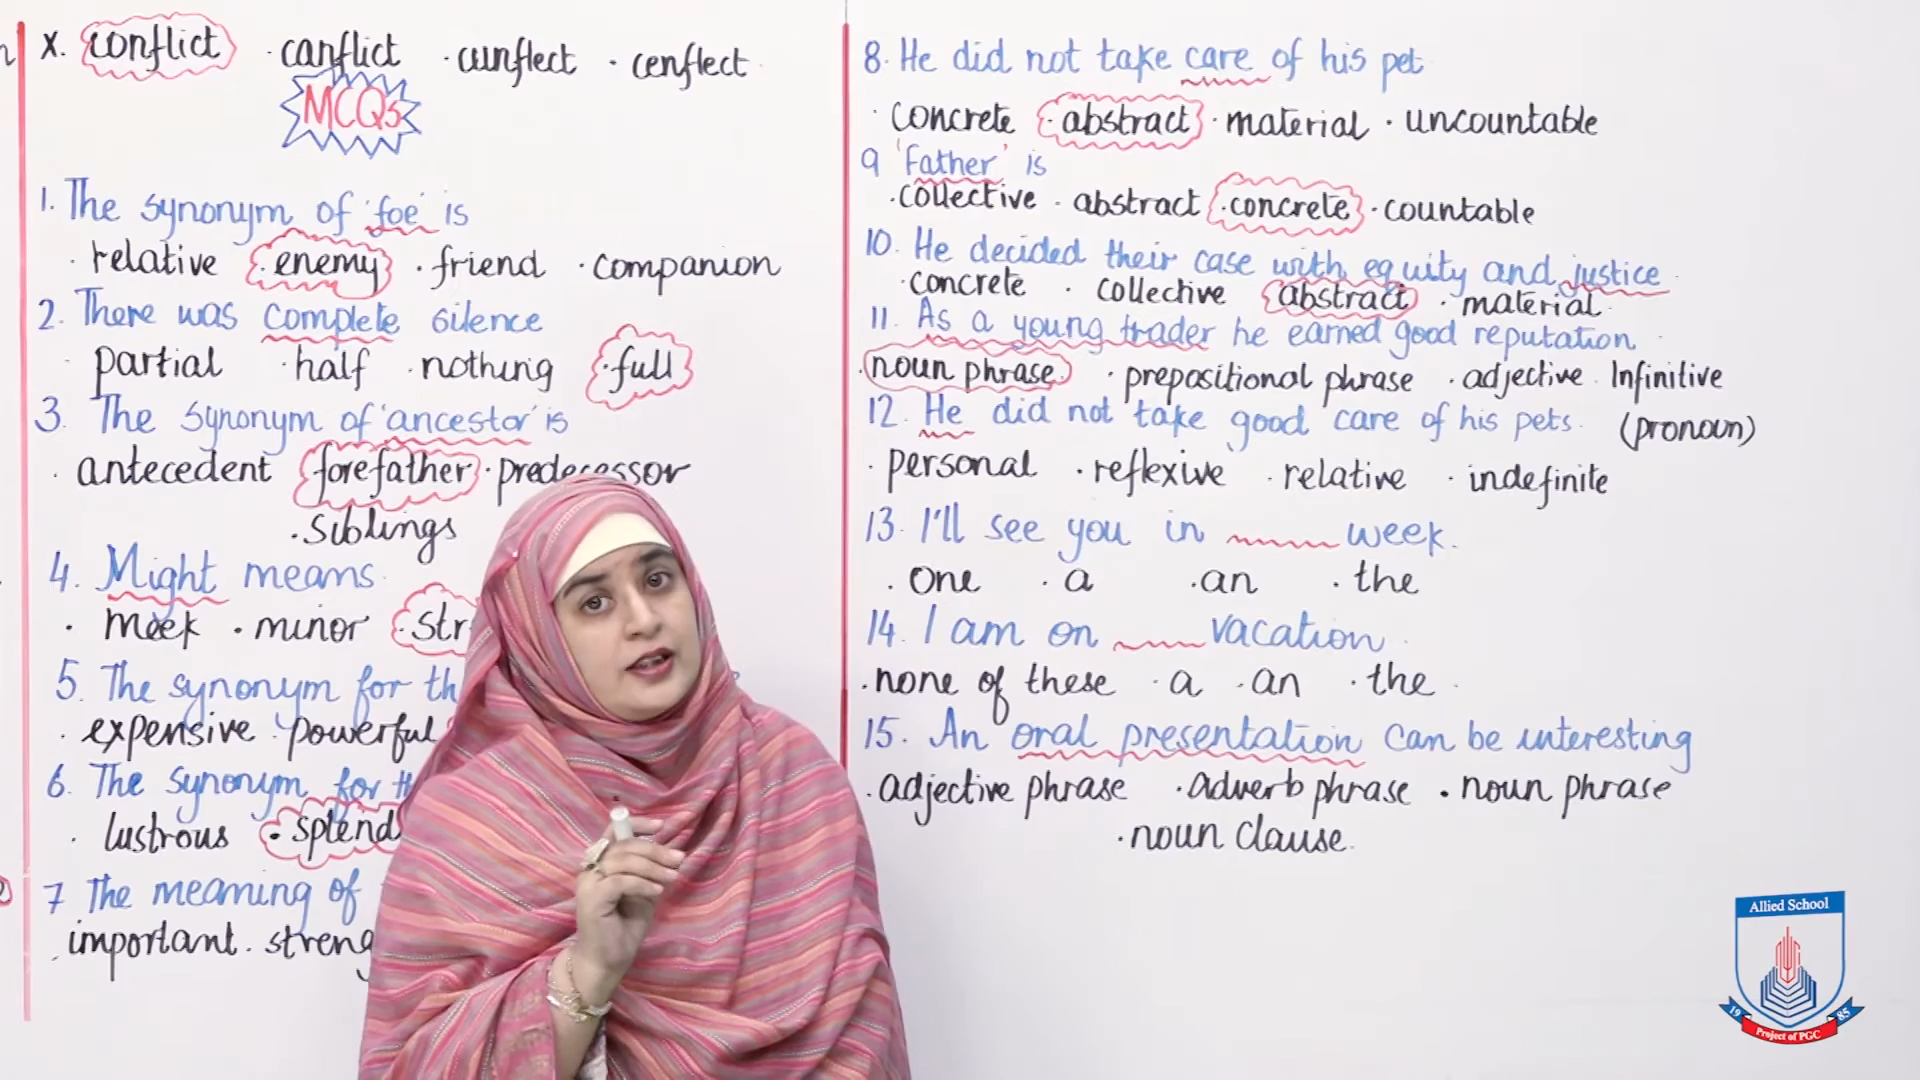 x. conflict · canflict · cunflect · cenflect
MCQs
1. The synonym of 'foe' is
· relative · enemy · friend · companion
2. There was complete silence
· partial · half · nothing · full
3. The synonym of 'ancestor' is
· antecedent forefather · predecessor
· siblings
4. Might means
· meek · minor · str
5. The synonym for th
· expensive · powerful
6. The synonym for th
· lustrous · splend
7 The meaning of
· important · streng
8. He did not take care of his pet
· concrete · abstract · material · uncountable
9 'Father' is
· collective · abstract · concrete · countable
10. He decided their case with equity and justice
· concrete · collective abstract · material
11. As a young trader he earned good reputation
· noun phrase · prepositional phrase · adjective Infinitive
12. He did not take good care of his pets. (pronoun)
· personal · reflexive · relative · indefinite
13. I'll see you in week.
· one · a · an · the
14. I am on vacation
· none of these · a · an · the
15. An oral presentation can be interesting
· adjective phrase · adverb phrase · noun phrase
· noun clause.
Allied School
19 85
Project of PGC